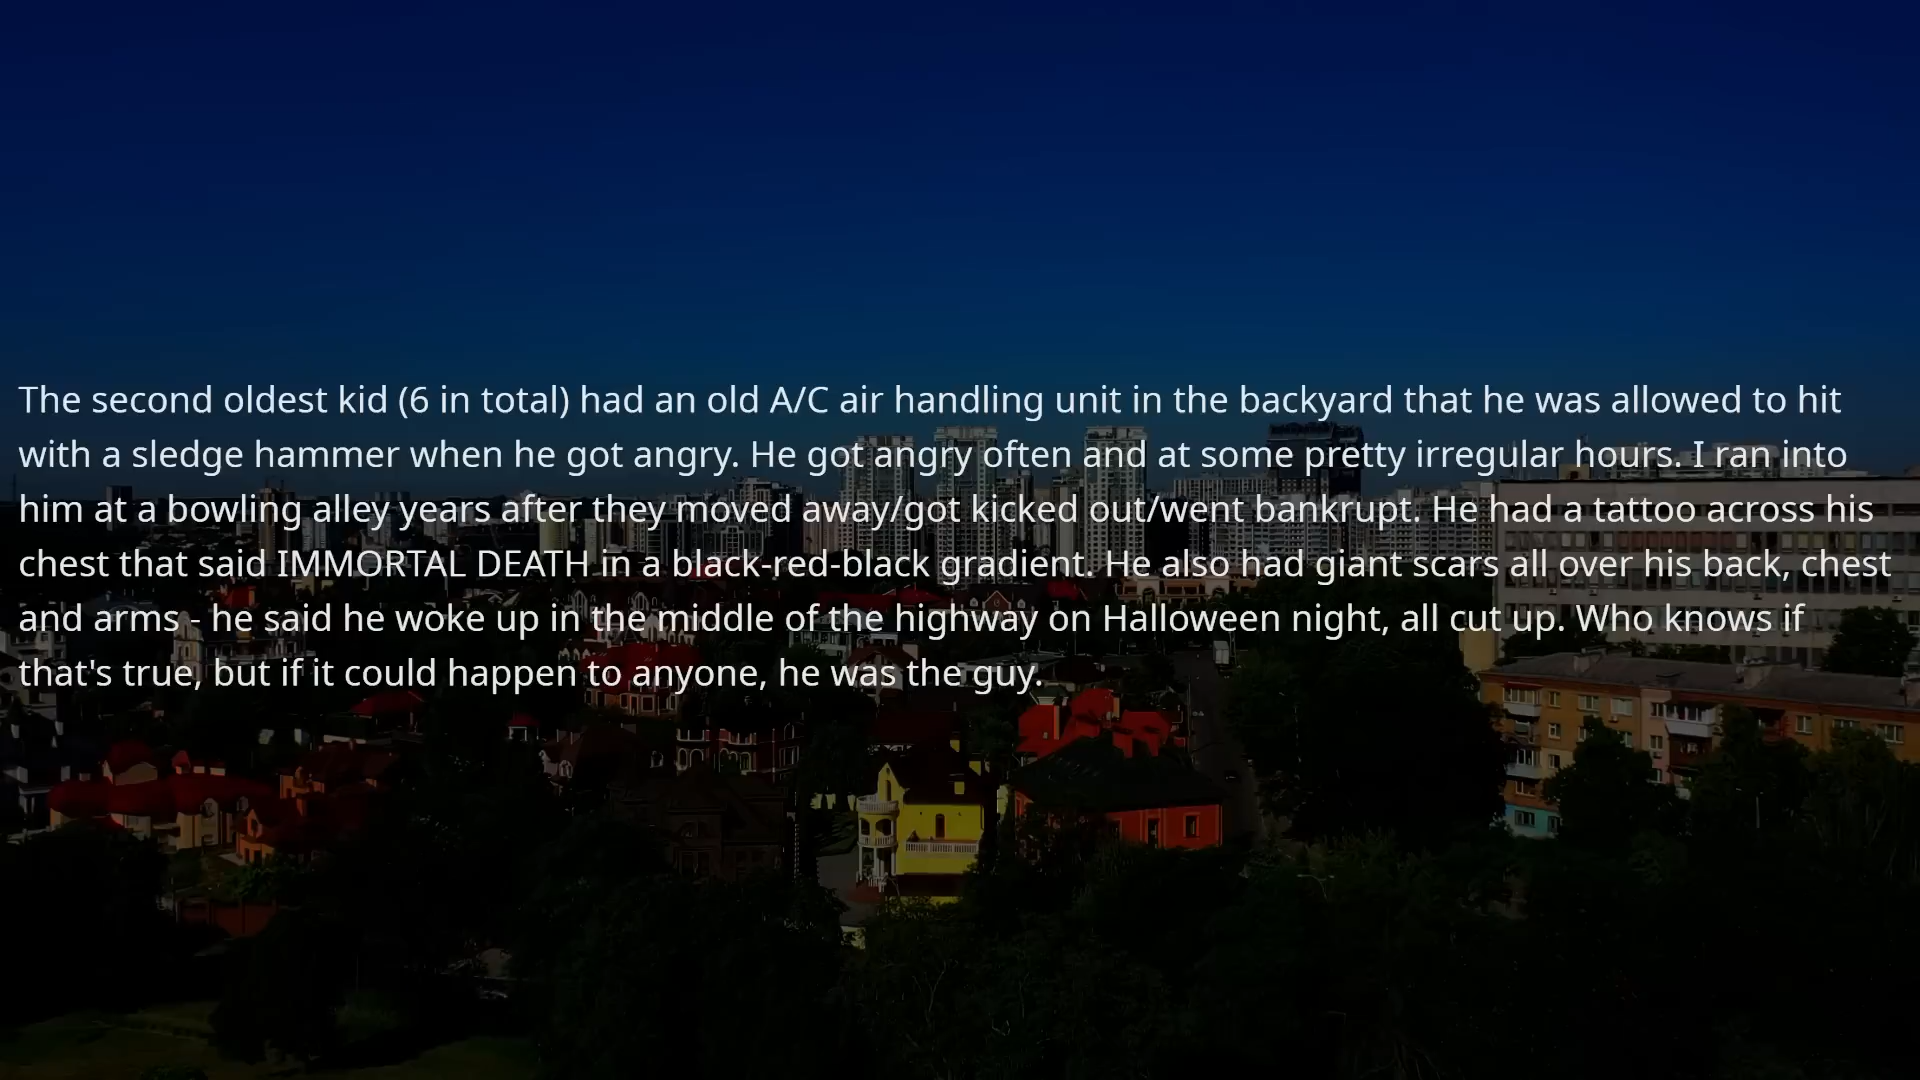 The second oldest kid (6 in total) had an old A/C air handling unit in the backyard that he was allowed to hit
with a sledge hammer when he got angry. He got angry often and at some pretty irregular hours. I ran into
him at a bowling alley years after they moved away/got kicked out/went bankrupt. He had a tattoo across his
chest that said IMMORTAL DEATH in a black-red-black gradient. He also had giant scars all over his back, chest
and arms - he said he woke up in the middle of the highway on Halloween night, all cut up. Who knows if
that's true, but if it could happen to anyone, he was the guy.